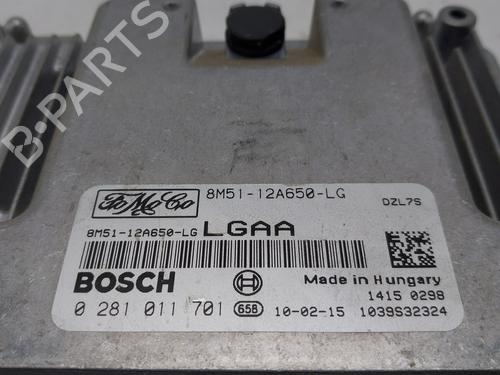 B-PARTS
FoMoCo
8M51-12A650-LG
DZL7S
8M51-12A650-LG LGAA
BOSCH
Made in Hungary
1415 0298
0 281 011 701 658 10-02-15 1039S32324